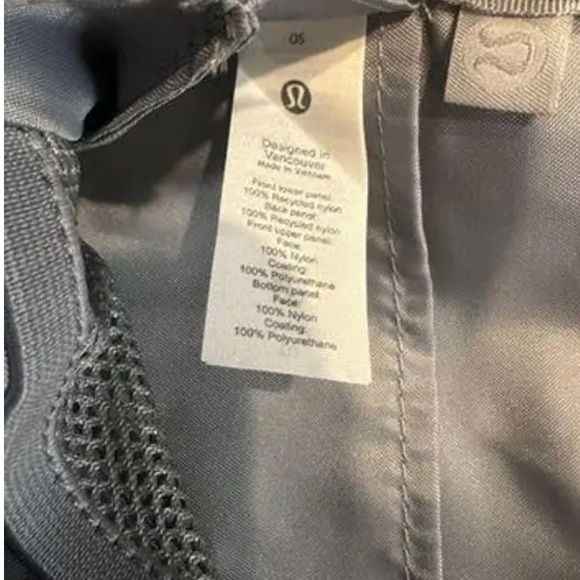 OS
Designed in
Vancouver
Made in Vietnam
Front lower panel:
100% Recycled nylon
Back panel:
100% Recycled nylon
Front upper panel:
Face:
100% Nylon
Coating:
100% Polyurethane
Bottom panel:
Face:
100% Nylon
Coating:
100% Polyurethane